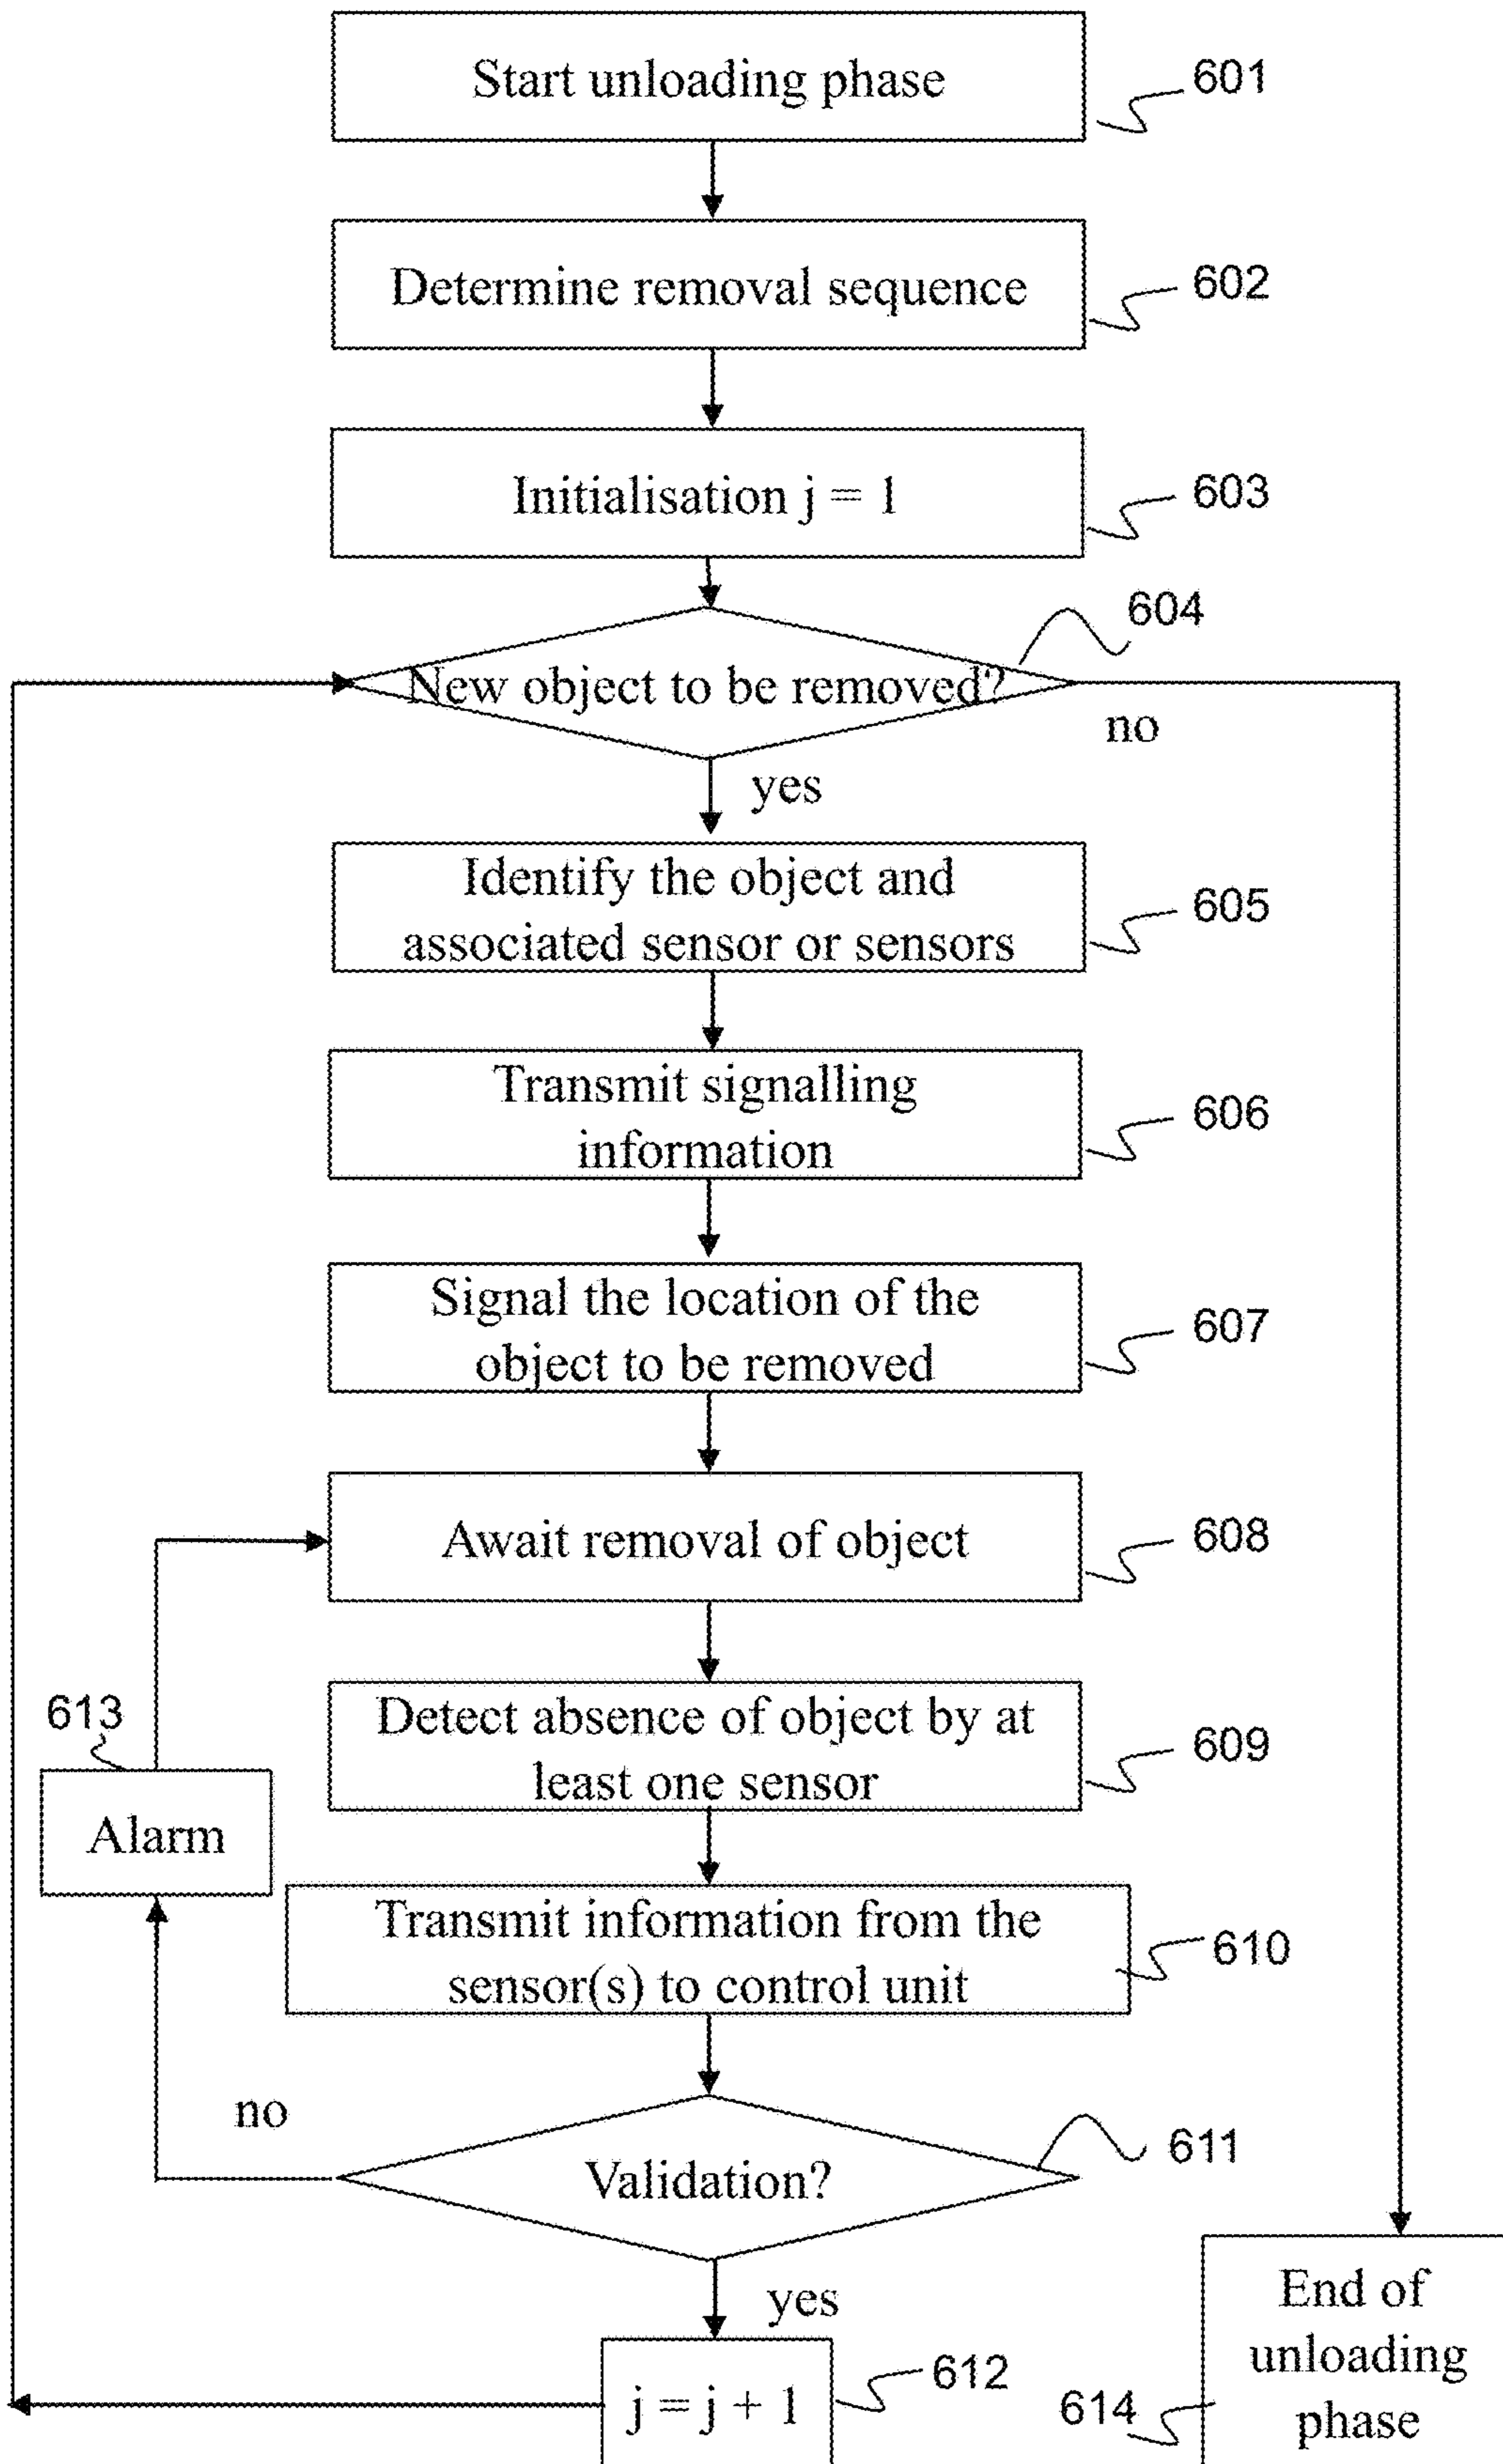 Start unloading phase
601
Determine removal sequence
602
Initialisation j = 1
603
604
New object to be removed?
no
yes
Identify the object and
associated sensor or sensors
605
Transmit signalling
information
606
Signal the location of the
object to be removed
607
Await removal of object
608
Detect absence of object by at
least one sensor
609
613
Alarm
Transmit information from the
sensor(s) to control unit
610
no
Validation?
611
yes
j = j + 1
612
End of
unloading
phase
614